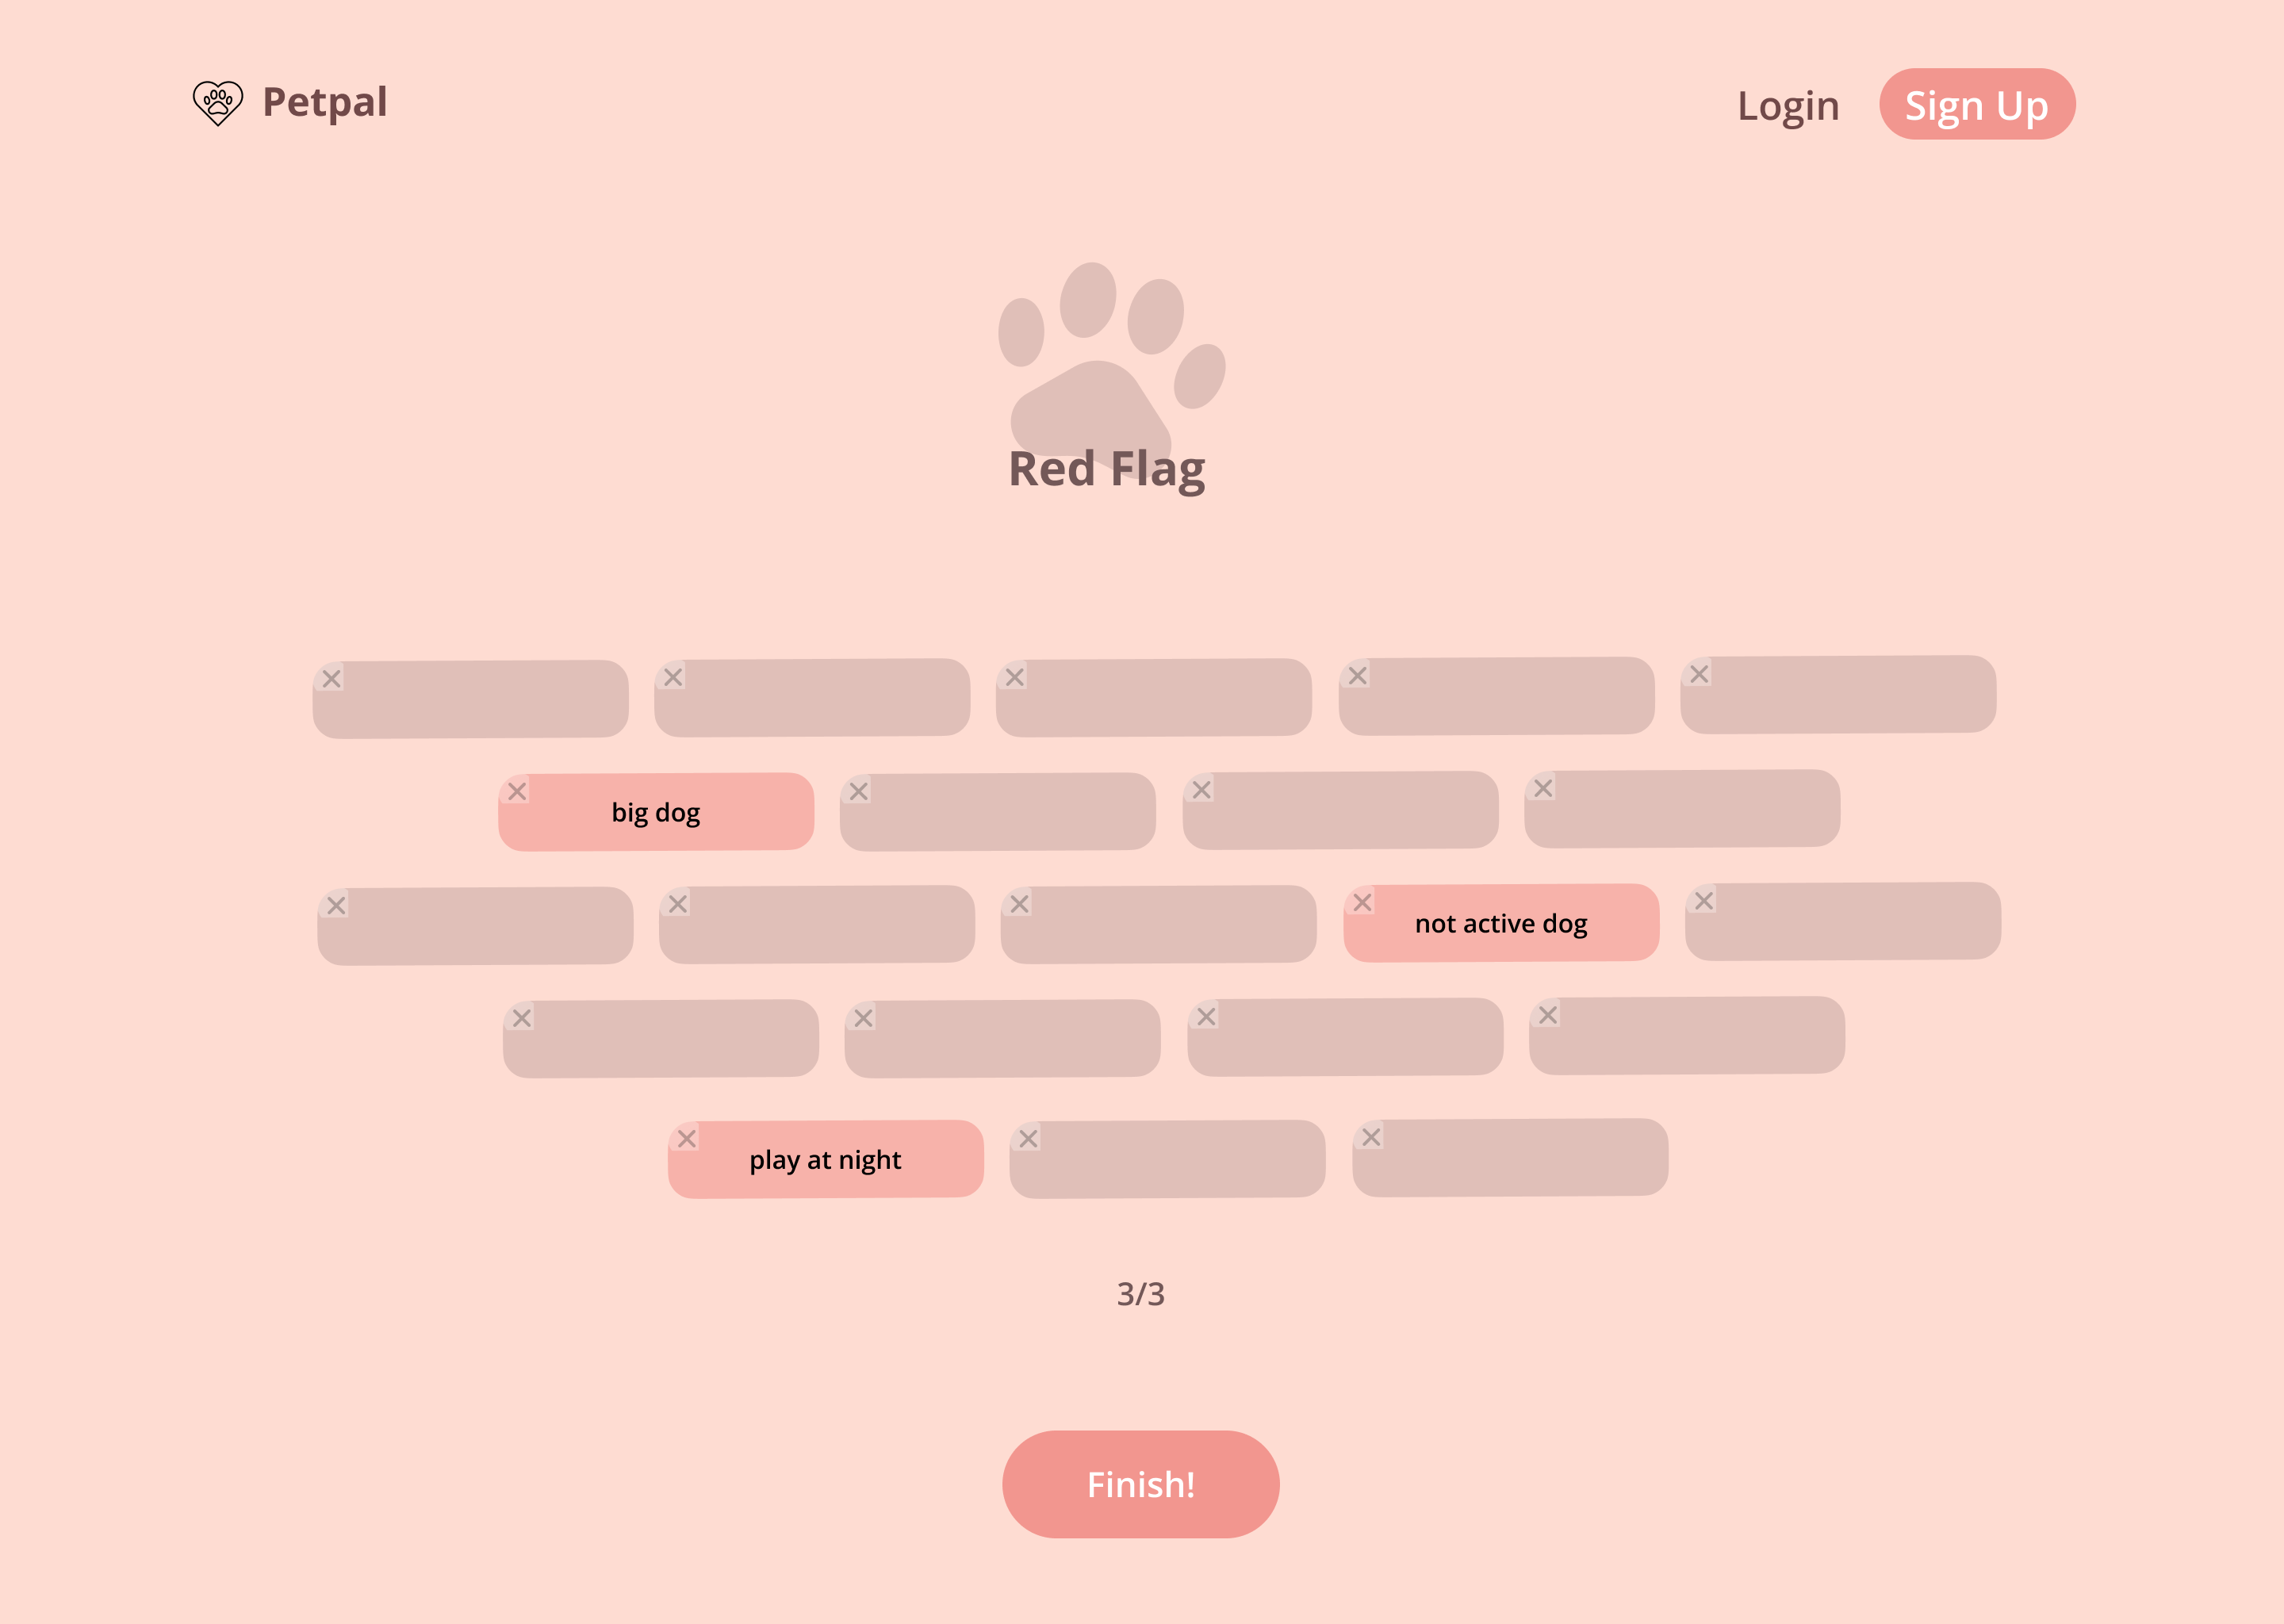 Petpal
Login
Sign Up
Red Flag
big dog
not active dog
play at night
3/3
Finish!